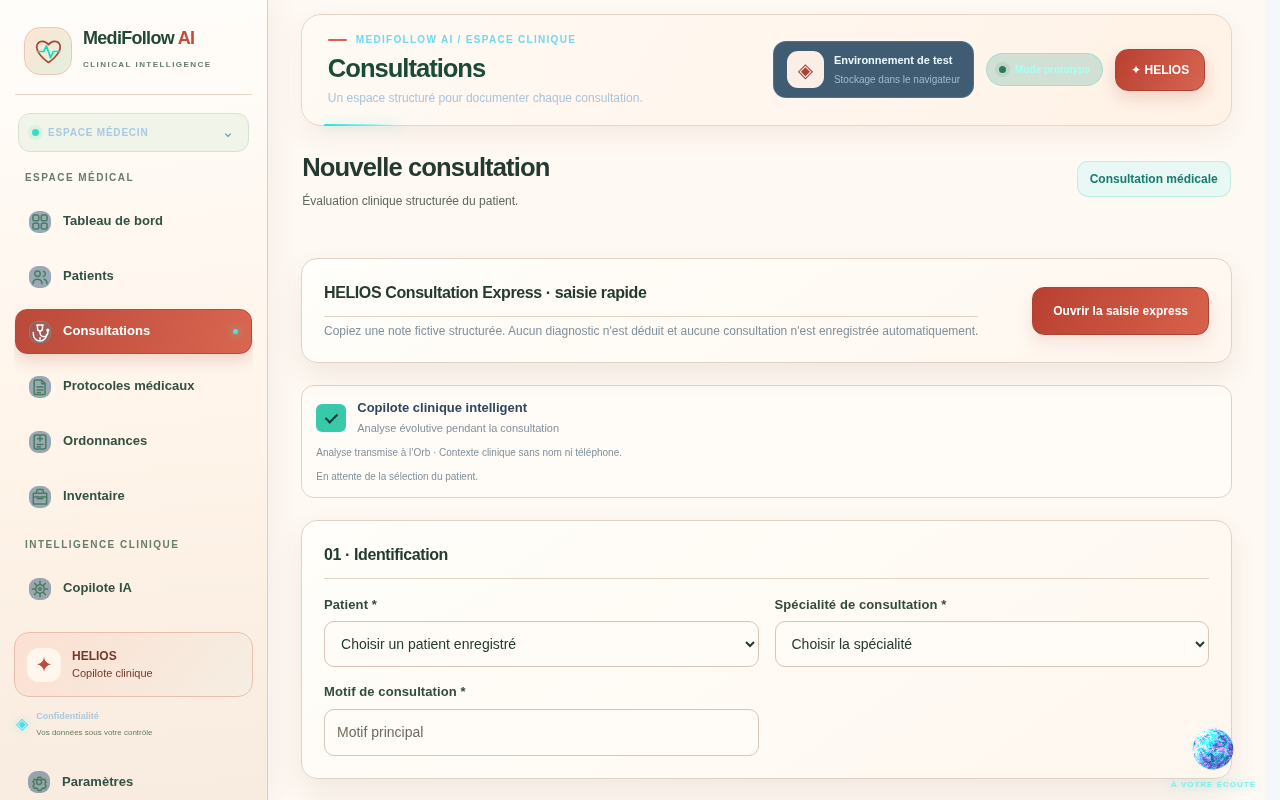 MediFollow AI
CLINICAL INTELLIGENCE
ESPACE MÉDECIN
ESPACE MÉDICAL
Tableau de bord
Patients
Consultations
Protocoles médicaux
Ordonnances
Inventaire
INTELLIGENCE CLINIQUE
Copilote IA
HELIOS
Copilote clinique
Confidentialité
Vos données sous votre contrôle
Paramètres
MEDIFOLLOW AI / ESPACE CLINIQUE
Consultations
Un espace structuré pour documenter chaque consultation.
Environnement de test
Stockage dans le navigateur
Mode prototype
✦ HELIOS
Nouvelle consultation
Évaluation clinique structurée du patient.
Consultation médicale
HELIOS Consultation Express · saisie rapide
Copiez une note fictive structurée. Aucun diagnostic n'est déduit et aucune consultation n'est enregistrée automatiquement.
Ouvrir la saisie express
Copilote clinique intelligent
Analyse évolutive pendant la consultation
Analyse transmise à l'Orb · Contexte clinique sans nom ni téléphone.
En attente de la sélection du patient.
01 · Identification
Patient *
Choisir un patient enregistré
Spécialité de consultation *
Choisir la spécialité
Motif de consultation *
Motif principal
À VOTRE ÉCOUTE